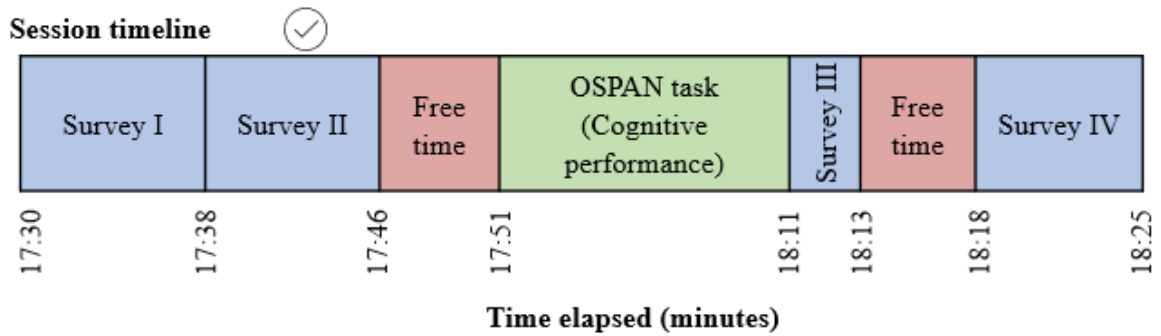 Session timeline
Survey I
Survey II
Free
time
OSPAN task
(Cognitive
performance)
Survey III
Free
time
Survey IV
17:30
17:38
17:46
17:51
18:11
18:13
18:18
18:25
Time elapsed (minutes)